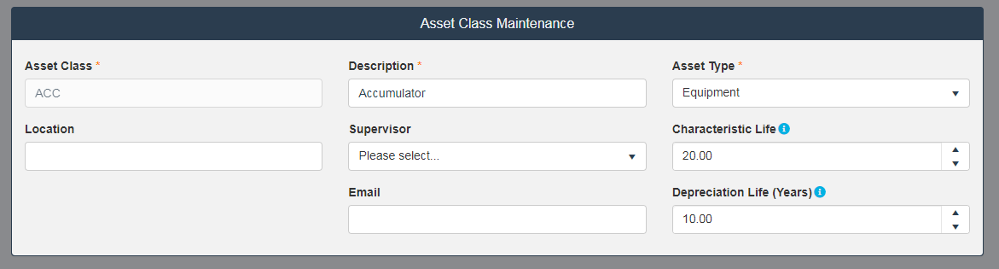 Asset Class Maintenance
Asset Class *
Description *
Asset Type *
ACC
Accumulator
Equipment
Location
Supervisor
Characteristic Life
Please select...
20.00
Email
Depreciation Life (Years)
10.00